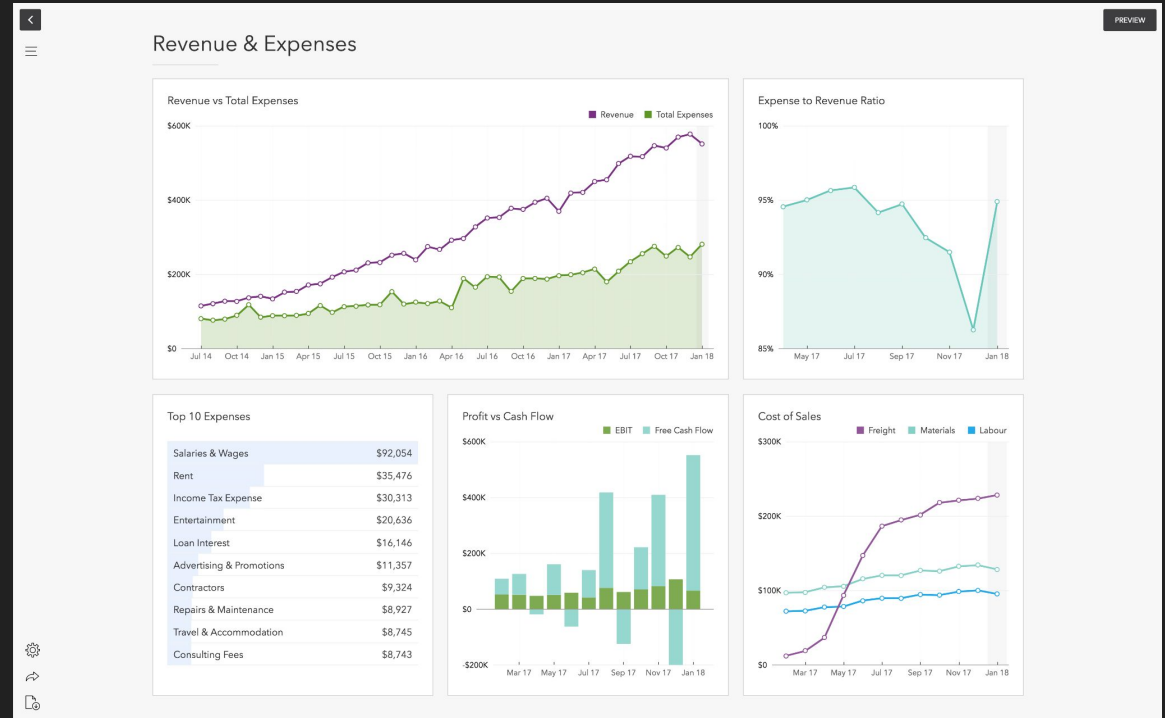 PREVIEW
Revenue & Expenses
Revenue vs Total Expenses
Revenue Total Expenses
$600K
$400K
$200K
$0
Jul 14 Oct 14 Jan 15 Apr 15 Jul 15 Oct 15 Jan 16 Apr 16 Jul 16 Oct 16 Jan 17 Apr 17 Jul 17 Oct 17 Jan 18
Expense to Revenue Ratio
100%
95%
90%
85%
May 17 Jul 17 Sep 17 Nov 17 Jan 18
Top 10 Expenses
Salaries & Wages $92,054
Rent $35,476
Income Tax Expense $30,313
Entertainment $20,636
Loan Interest $16,146
Advertising & Promotions $11,357
Contractors $9,324
Repairs & Maintenance $8,927
Travel & Accommodation $8,745
Consulting Fees $8,743
Profit vs Cash Flow
EBIT Free Cash Flow
$600K
$400K
$200K
$0
-$200K
Mar 17 May 17 Jul 17 Sep 17 Nov 17 Jan 18
Cost of Sales
Freight Materials Labour
$300K
$200K
$100K
$0
Mar 17 May 17 Jul 17 Sep 17 Nov 17 Jan 18